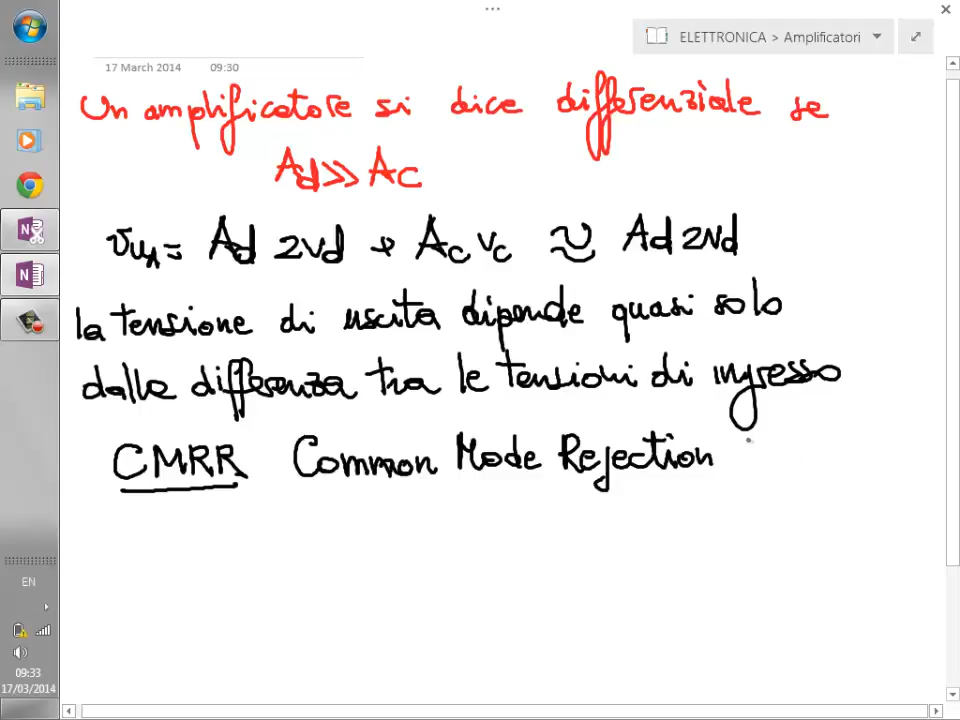 ELETTRONICA > Amplificatori
17 March 2014 09:30
Un amplificatore si dice differenziale se
Ad >> Ac
vu1 = Ad 2vd + Ac vc ≈ Ad 2vd
la tensione di uscita dipende quasi solo
dalla differenza tra le tensioni di ingresso
CMRR Common Mode Rejection
EN
09:33
17/03/2014